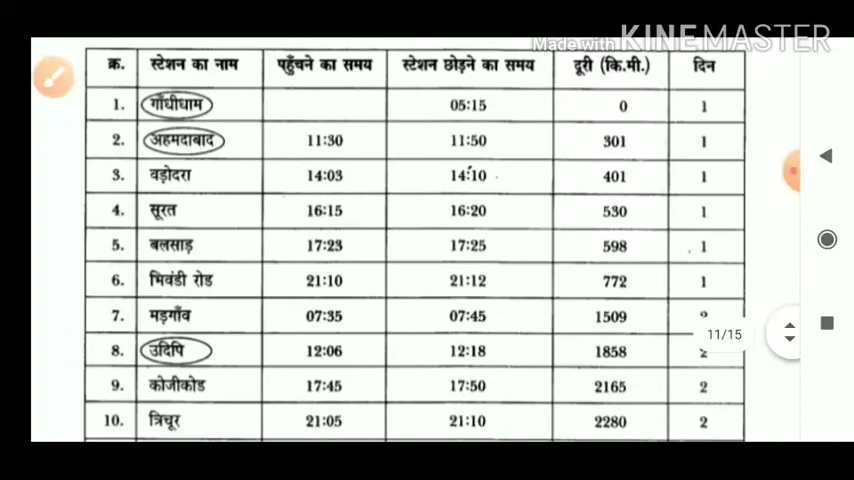 Made with KINEMASTER
क्र. स्टेशन का नाम पहुँचने का समय स्टेशन छोड़ने का समय दूरी (कि.मी.) दिन
1. गाँधीधाम 05:15 0 1
2. अहमदाबाद 11:30 11:50 301 1
3. वड़ोदरा 14:03 14:10 401 1
4. सूरत 16:15 16:20 530 1
5. बलसाड़ 17:23 17:25 598 1
6. भिवंडी रोड 21:10 21:12 772 1
7. मड़गाँव 07:35 07:45 1509
11/15
8. उदिपि 12:06 12:18 1858 2
9. कोजीकोड 17:45 17:50 2165 2
10. त्रिचूर 21:05 21:10 2280 2